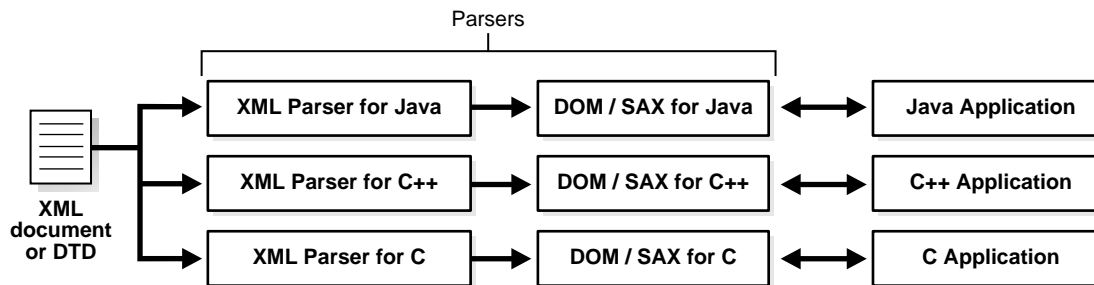 Parsers
XML Parser for Java
DOM / SAX for Java
Java Application
XML Parser for C++
DOM / SAX for C++
C++ Application
XML
document
or DTD
XML Parser for C
DOM / SAX for C
C Application